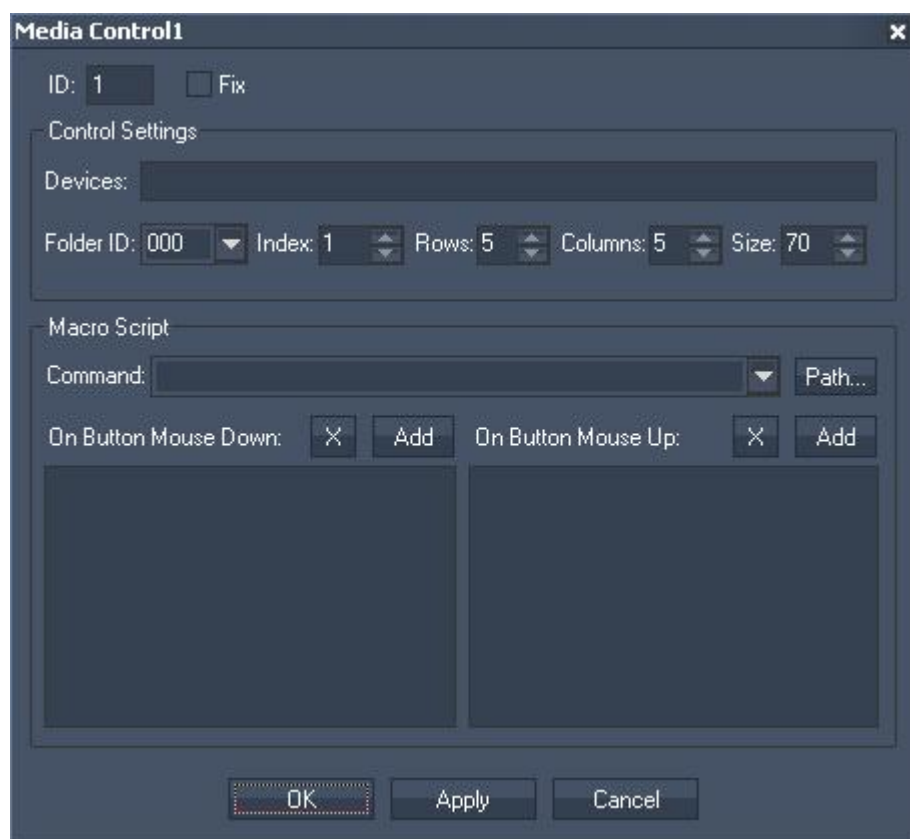 Media Control1
ID: 1 Fix
Control Settings
Devices:
Folder ID: 000 Index: 1 Rows: 5 Columns: 5 Size: 70
Macro Script
Command: Path...
On Button Mouse Down: X Add On Button Mouse Up: X Add
OK Apply Cancel